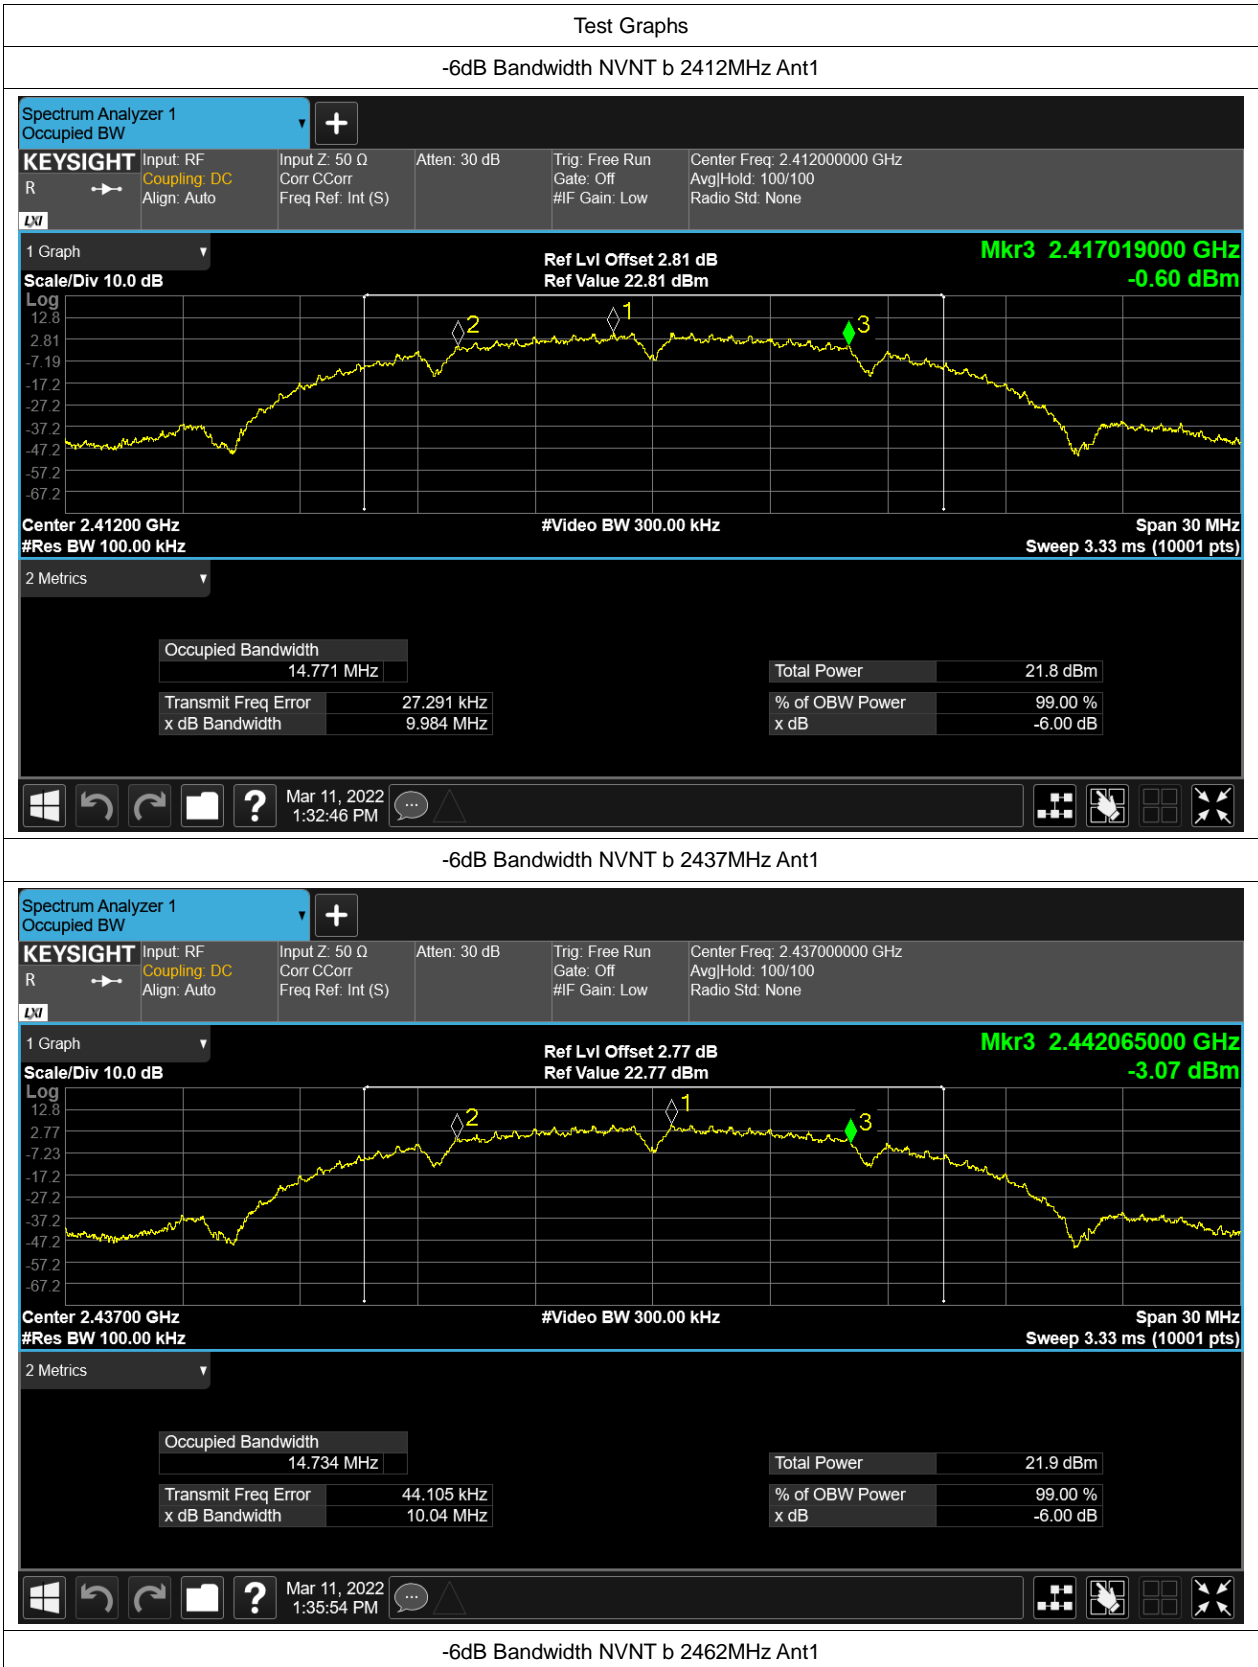 Test Graphs
-6dB Bandwidth NVNT b 2412MHz Ant1
Spectrum Analyzer 1
Occupied BW
KEYSIGHT Input: RF Input Z: 50 Ω Atten: 30 dB Trig: Free Run Center Freq: 2.412000000 GHz
R Coupling: DC Corr CCorr Gate: Off Avg|Hold: 100/100
Align: Auto Freq Ref: Int (S) #IF Gain: Low Radio Std: None
LXI
1 Graph Ref Lvl Offset 2.81 dB Mkr3 2.417019000 GHz
Scale/Div 10.0 dB Ref Value 22.81 dBm -0.60 dBm
Log
12.8
2.81
-7.19
-17.2
-27.2
-37.2
-47.2
-57.2
-67.2
2 1 3
Center 2.41200 GHz #Video BW 300.00 kHz Span 30 MHz
#Res BW 100.00 kHz Sweep 3.33 ms (10001 pts)
2 Metrics
Occupied Bandwidth
14.771 MHz Total Power 21.8 dBm
Transmit Freq Error 27.291 kHz % of OBW Power 99.00 %
x dB Bandwidth 9.984 MHz x dB -6.00 dB
? Mar 11, 2022
1:32:46 PM
-6dB Bandwidth NVNT b 2437MHz Ant1
Spectrum Analyzer 1
Occupied BW
KEYSIGHT Input: RF Input Z: 50 Ω Atten: 30 dB Trig: Free Run Center Freq: 2.437000000 GHz
R Coupling: DC Corr CCorr Gate: Off Avg|Hold: 100/100
Align: Auto Freq Ref: Int (S) #IF Gain: Low Radio Std: None
LXI
1 Graph Ref Lvl Offset 2.77 dB Mkr3 2.442065000 GHz
Scale/Div 10.0 dB Ref Value 22.77 dBm -3.07 dBm
Log
12.8
2.77
-7.23
-17.2
-27.2
-37.2
-47.2
-57.2
-67.2
2 1 3
Center 2.43700 GHz #Video BW 300.00 kHz Span 30 MHz
#Res BW 100.00 kHz Sweep 3.33 ms (10001 pts)
2 Metrics
Occupied Bandwidth
14.734 MHz Total Power 21.9 dBm
Transmit Freq Error 44.105 kHz % of OBW Power 99.00 %
x dB Bandwidth 10.04 MHz x dB -6.00 dB
? Mar 11, 2022
1:35:54 PM
-6dB Bandwidth NVNT b 2462MHz Ant1